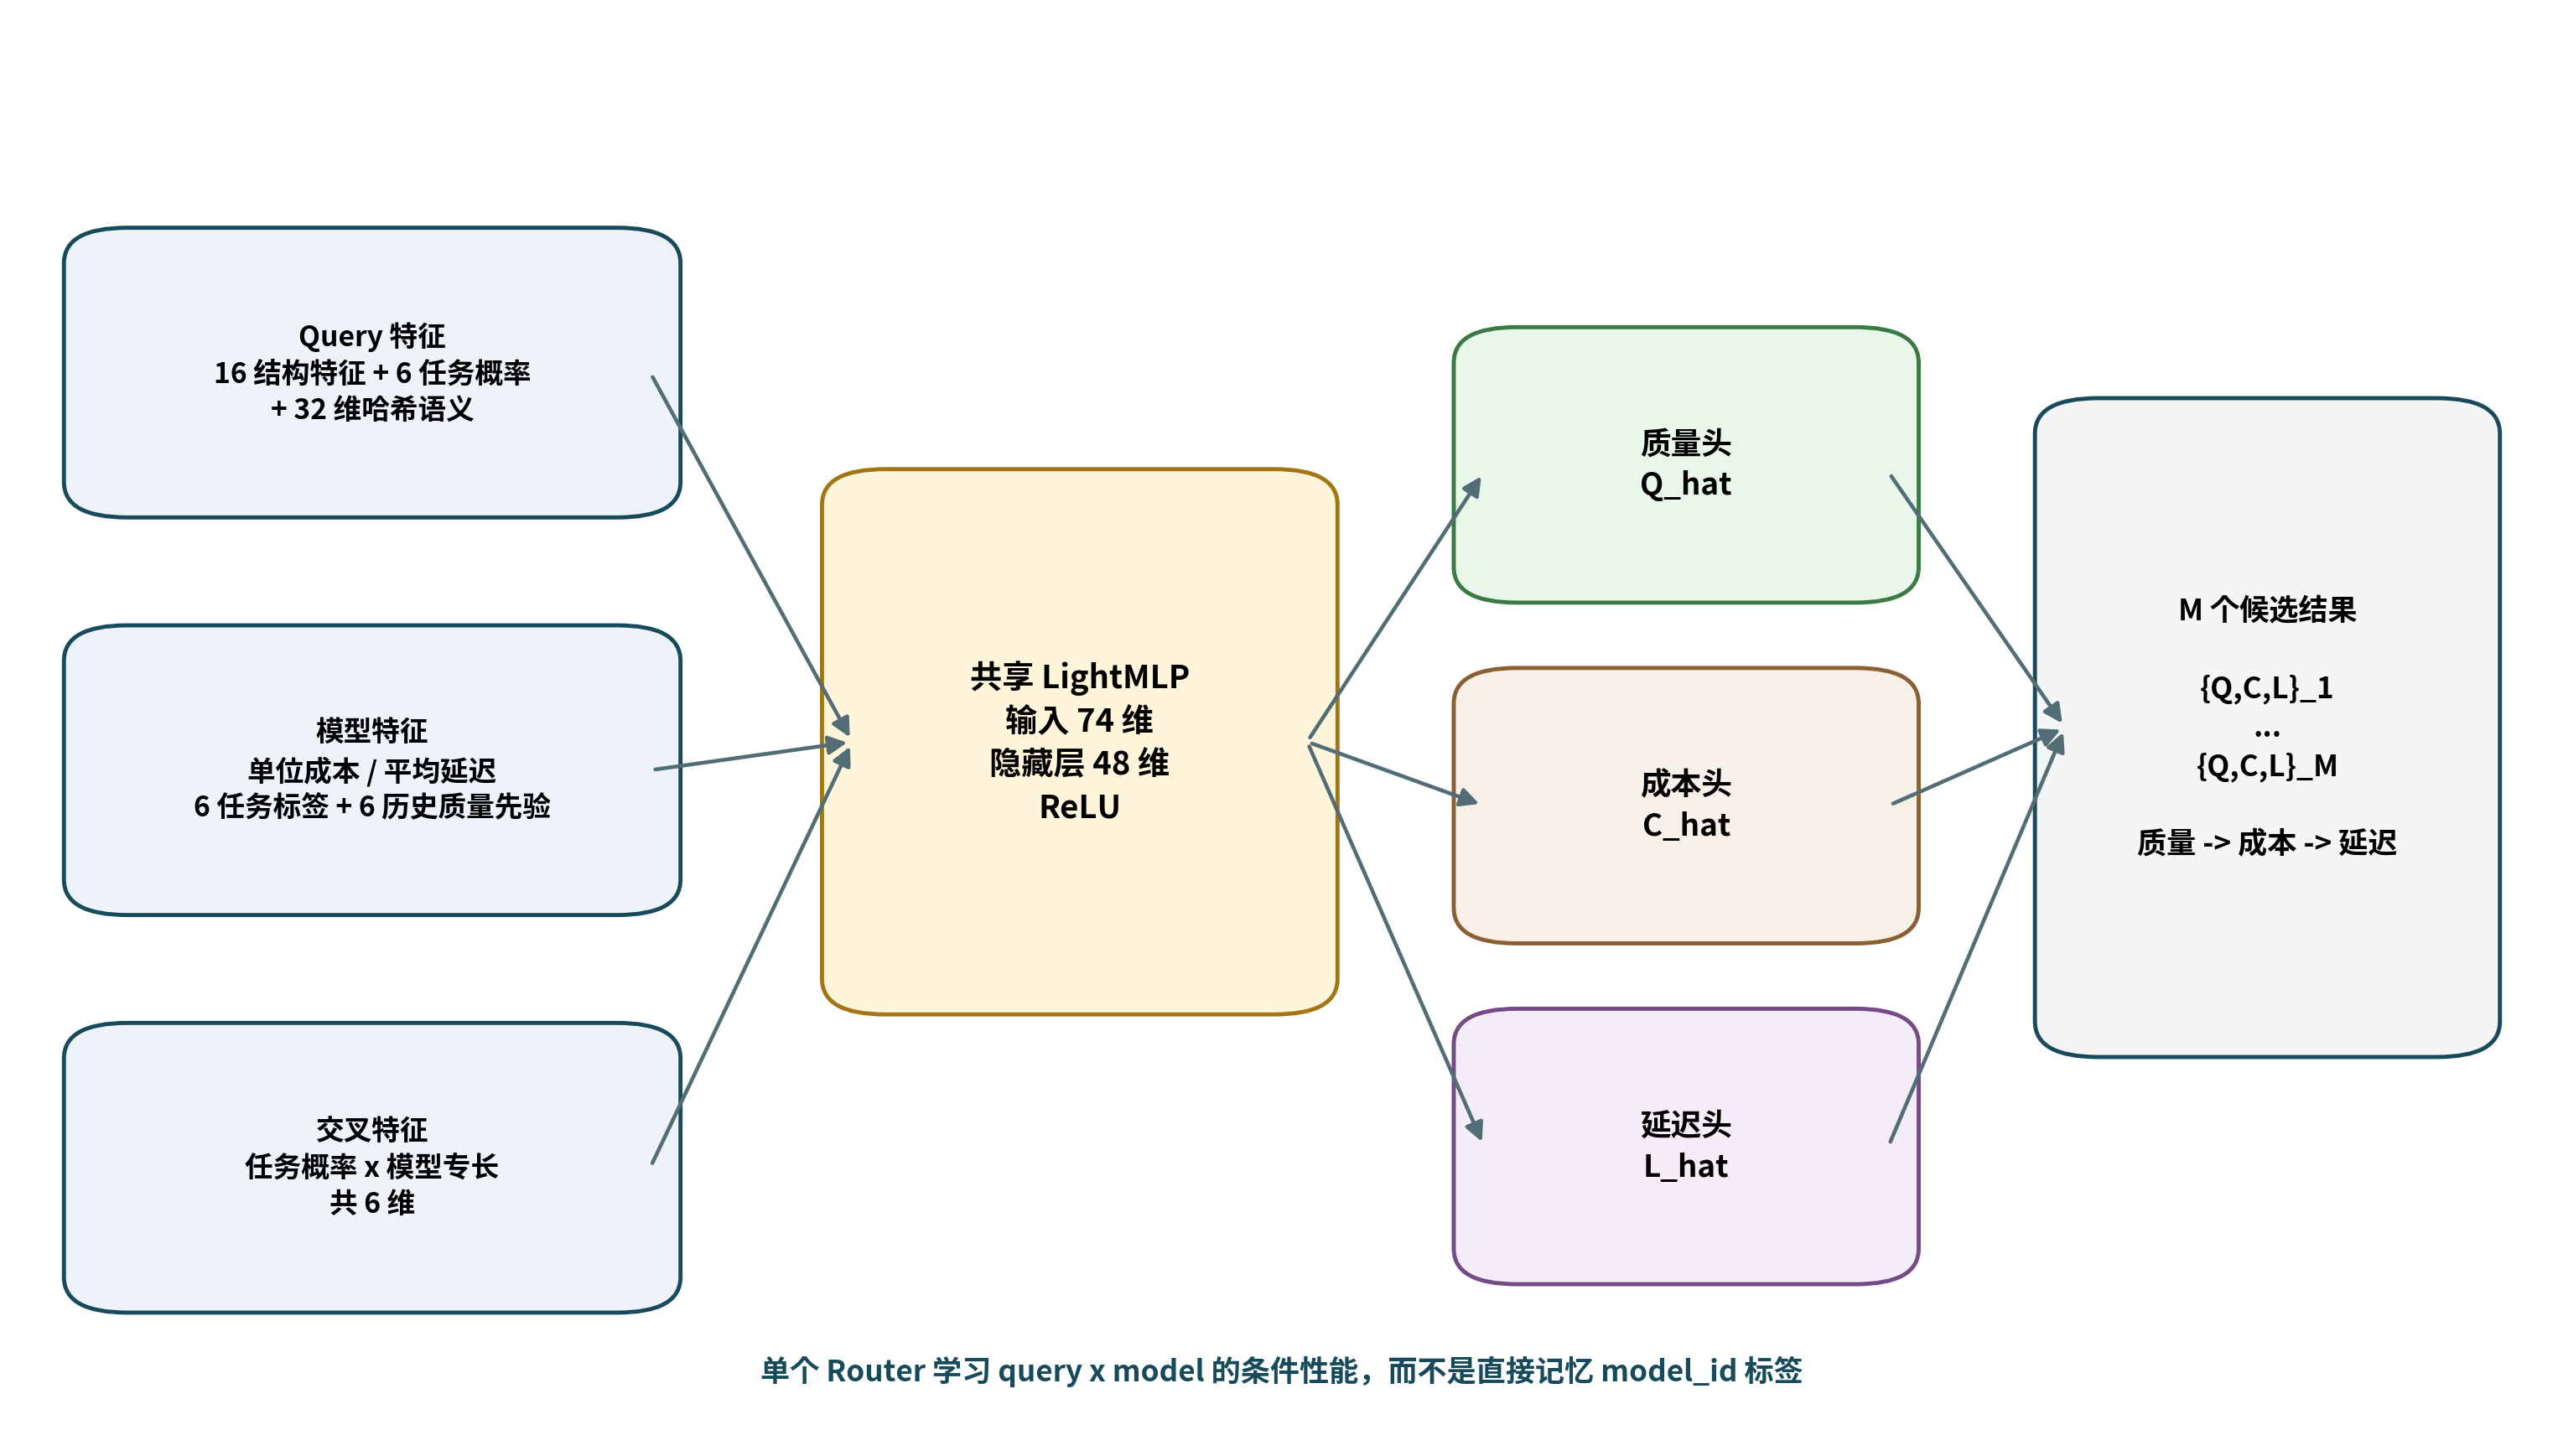 Query 特征
16 结构特征 + 6 任务概率
+ 32 维哈希语义
模型特征
单位成本 / 平均延迟
6 任务标签 + 6 历史质量先验
交叉特征
任务概率 x 模型专长
共 6 维
共享 LightMLP
输入 74 维
隐藏层 48 维
ReLU
质量头
Q_hat
成本头
C_hat
延迟头
L_hat
M 个候选结果
{Q,C,L}_1
...
{Q,C,L}_M
质量 -> 成本 -> 延迟
单个 Router 学习 query x model 的条件性能，而不是直接记忆 model_id 标签